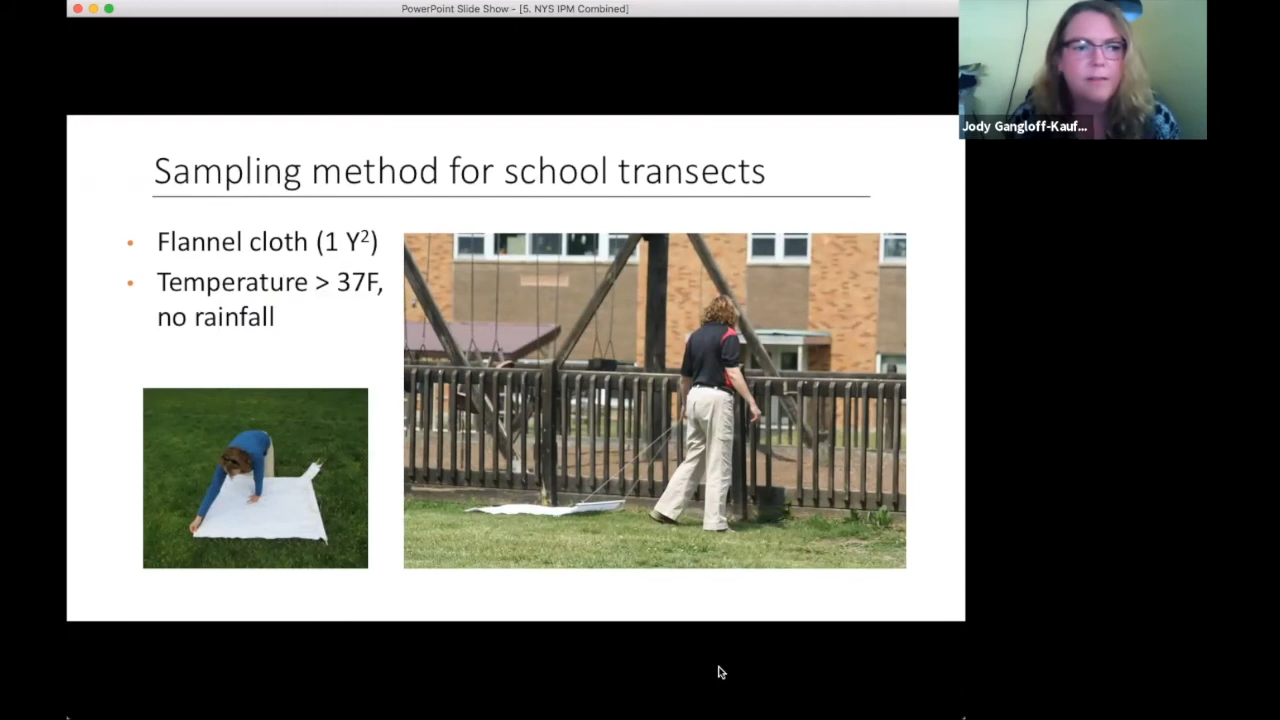 PowerPoint Slide Show - [5. NYS IPM Combined]
Jody Gangloff-Kauf...
Sampling method for school transects
• Flannel cloth (1 Y²)
• Temperature > 37F,
no rainfall